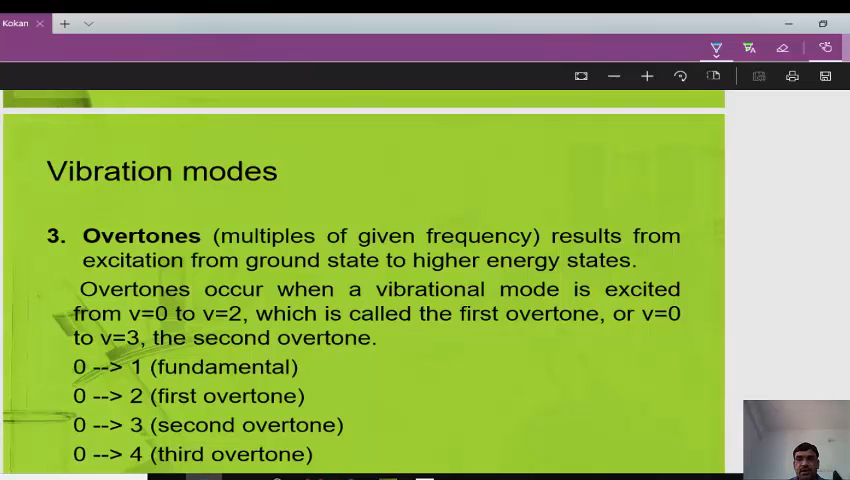 Kokan
Vibration modes
3. Overtones (multiples of given frequency) results from
excitation from ground state to higher energy states.
Overtones occur when a vibrational mode is excited
from v=0 to v=2, which is called the first overtone, or v=0
to v=3, the second overtone.
0 --> 1 (fundamental)
0 --> 2 (first overtone)
0 --> 3 (second overtone)
0 --> 4 (third overtone)